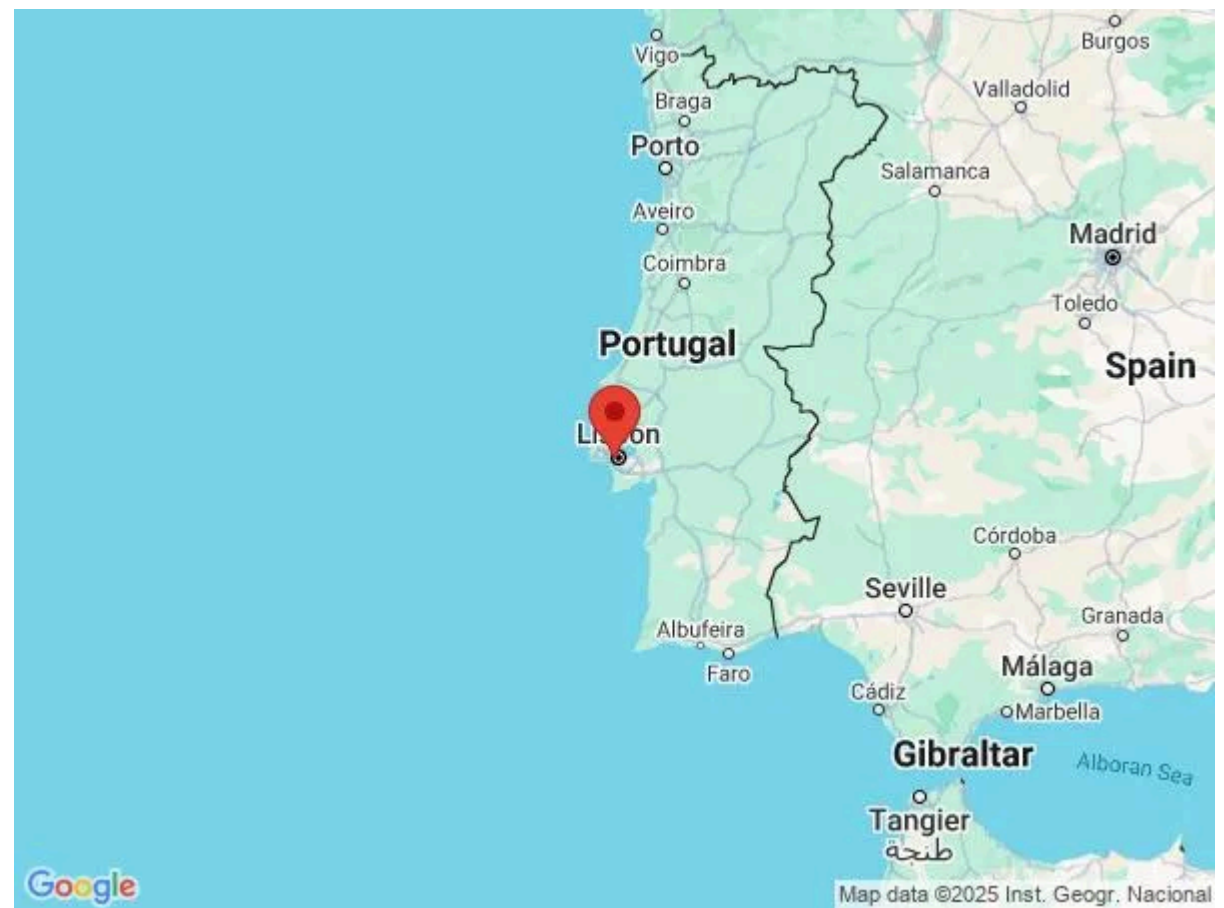 Burgos
Vigo
Valladolid
Braga
Porto
Salamanca
Aveiro
Madrid
Coimbra
Toledo
Portugal
Spain
Lisbon
Córdoba
Seville
Granada
Albufeira
Málaga
Faro
Cádiz
Marbella
Gibraltar
Alboran Sea
Tangier
طنجة
Google
Map data ©2025 Inst. Geogr. Nacional